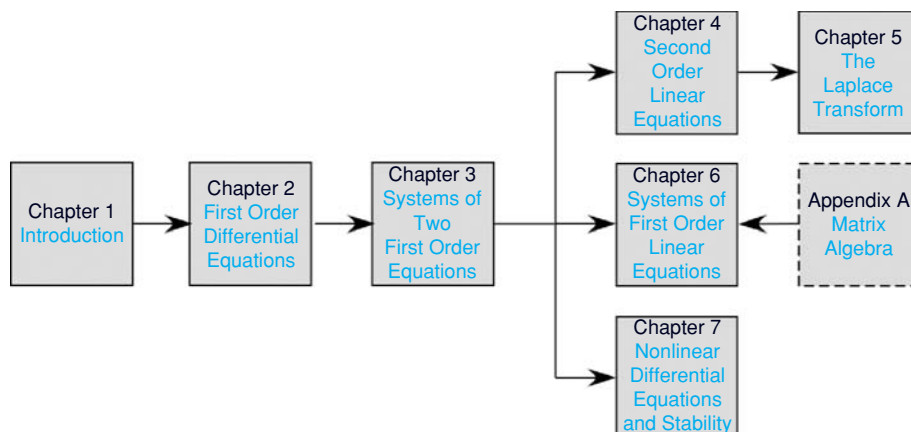 Chapter 1
Introduction
Chapter 2
First Order
Differential
Equations
Chapter 3
Systems of
Two
First Order
Equations
Chapter 4
Second
Order
Linear
Equations
Chapter 5
The
Laplace
Transform
Chapter 6
Systems of
First Order
Linear
Equations
Appendix A
Matrix
Algebra
Chapter 7
Nonlinear
Differential
Equations
and Stability